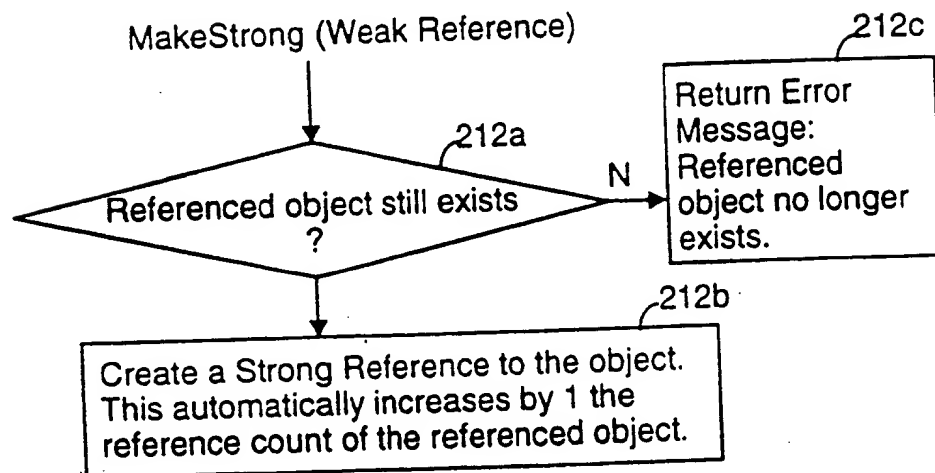 MakeStrong (Weak Reference)
212c
Return Error
Message:
Referenced
object no longer
exists.
212a
N
Referenced object still exists
?
212b
Create a Strong Reference to the object.
This automatically increases by 1 the
reference count of the referenced object.